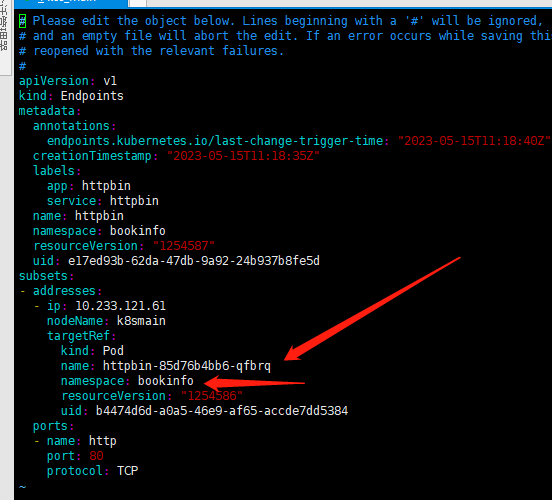 # Please edit the object below. Lines beginning with a '#' will be ignored,
# and an empty file will abort the edit. If an error occurs while saving this
# reopened with the relevant failures.
#
apiVersion: v1
kind: Endpoints
metadata:
  annotations:
    endpoints.kubernetes.io/last-change-trigger-time: "2023-05-15T11:18:40Z"
  creationTimestamp: "2023-05-15T11:18:35Z"
  labels:
    app: httpbin
    service: httpbin
  name: httpbin
  namespace: bookinfo
  resourceVersion: "1254587"
  uid: e17ed93b-62da-47db-9a92-24b937b8fe5d
subsets:
- addresses:
  - ip: 10.233.121.61
    nodeName: k8smain
    targetRef:
      kind: Pod
      name: httpbin-85d76b4bb6-qfbrq
      namespace: bookinfo
      resourceVersion: "1254586"
      uid: b4474d6d-a0a5-46e9-af65-accde7dd5384
  ports:
  - name: http
    port: 80
    protocol: TCP
~